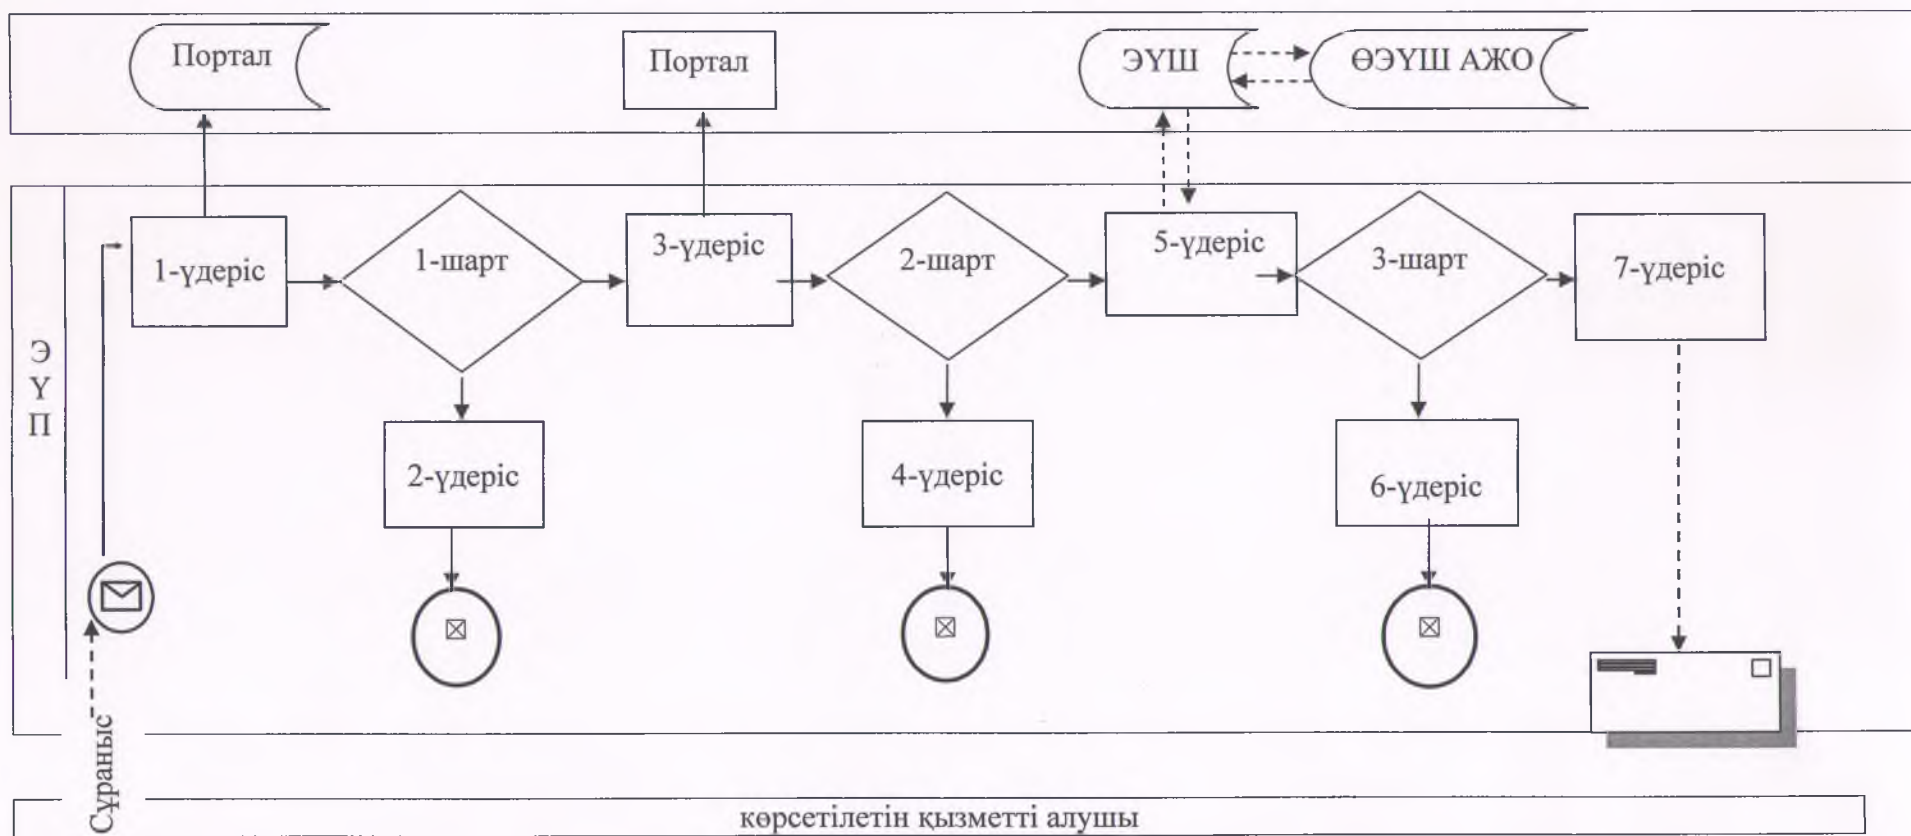 Портал
Портал
ЭҮШ
ӨЭҮШ АЖО
1-үдеріс
1-шарт
3-үдеріс
2-шарт
5-үдеріс
3-шарт
7-үдеріс
Э
Ү
П
2-үдеріс
4-үдеріс
6-үдеріс
Сұраныс
көрсетілетін қызметті алушы